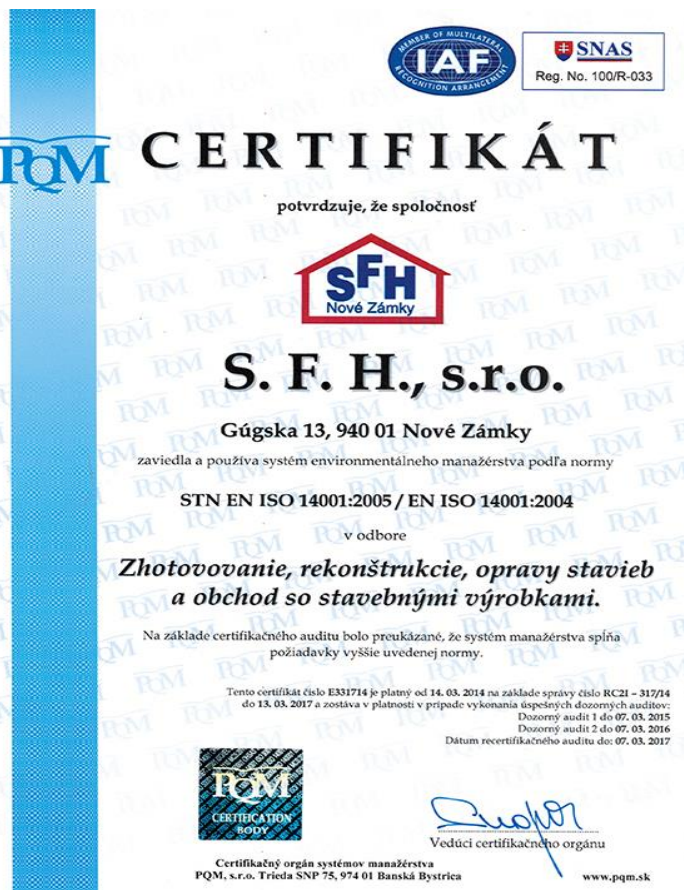 MEMBER OF MULTILATERAL
IAF
RECOGNITION ARRANGEMENT
SNAS
Reg. No. 100/R-033
PQM
CERTIFIKÁT
potvrdzuje, že spoločnosť
SFH
Nové Zámky
S. F. H., s.r.o.
Gúgska 13, 940 01 Nové Zámky
zaviedla a používa systém environmentálneho manažérstva podľa normy
STN EN ISO 14001:2005 / EN ISO 14001:2004
v odbore
Zhotovovanie, rekonštrukcie, opravy stavieb
a obchod so stavebnými výrobkami.
Na základe certifikačného auditu bolo preukázané, že systém manažérstva spĺňa
požiadavky vyššie uvedenej normy.
Tento certifikát číslo E331714 je platný od 14. 03. 2014 na základe správy číslo RC2I – 317/14
do 13. 03. 2017 a zostáva v platnosti v prípade vykonania úspešných dozorných auditov:
Dozorný audit 1 do 07. 03. 2015
Dozorný audit 2 do 07. 03. 2016
Dátum recertifikačného auditu do: 07. 03. 2017
PQM
CERTIFICATION
BODY
Vedúci certifikačného orgánu
Certifikačný orgán systémov manažérstva
PQM, s.r.o. Trieda SNP 75, 974 01 Banská Bystrica
www.pqm.sk